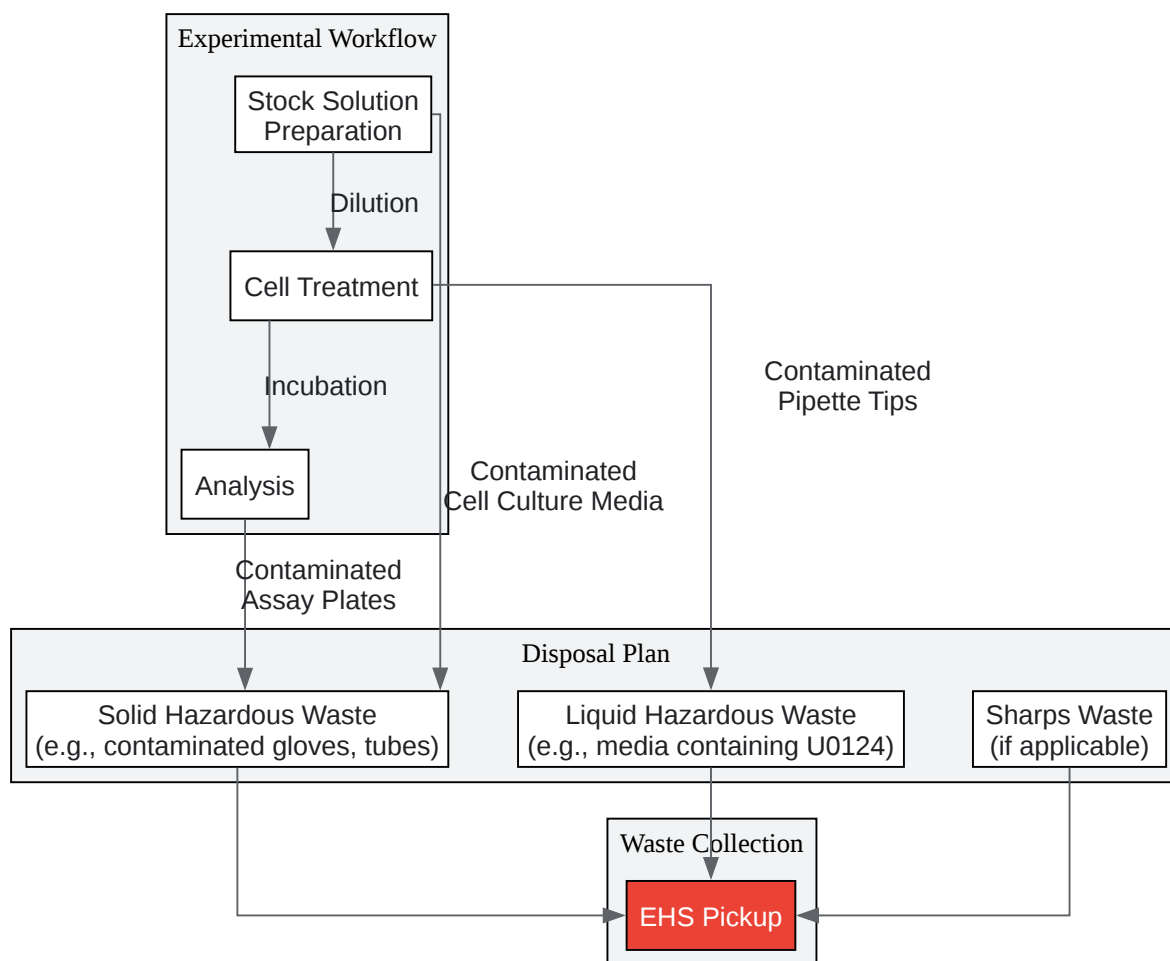 Experimental Workflow
Stock Solution
Preparation
Dilution
Cell Treatment
Incubation
Contaminated
Pipette Tips
Analysis
Contaminated
Cell Culture Media
Contaminated
Assay Plates
Disposal Plan
Solid Hazardous Waste
(e.g., contaminated gloves, tubes)
Liquid Hazardous Waste
(e.g., media containing U0124)
Sharps Waste
(if applicable)
Waste Collection
EHS Pickup